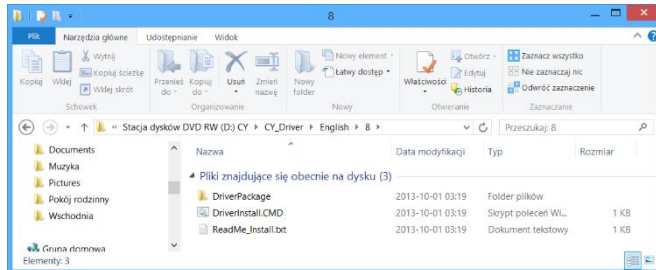 8
Plik Narzędzia główne Udostępnianie Widok
Kopiuj Wklej Wytnij Kopiuj ścieżkę Wklej skrót
Przenieś do Kopiuj do Usuń Zmień nazwę
Nowy folder Nowy element Łatwy dostęp
Właściwości Otwórz Edytuj Historia
Zaznacz wszystko Nie zaznaczaj nic Odwróć zaznaczenie
Schowek Organizowanie Nowy Otwieranie Zaznaczanie
« Stacja dysków DVD RW (D:) CY ▸ CY_Driver ▸ English ▸ 8 ▸ Przeszukaj: 8
Documents
Muzyka
Pictures
Pokój rodzinny
Wschodnia
Grupa domowa
Nazwa Data modyfikacji Typ Rozmiar
Pliki znajdujące się obecnie na dysku (3)
DriverPackage 2013-10-01 03:19 Folder plików
DriverInstall.CMD 2013-10-01 03:19 Skrypt poleceń Wi... 1 KB
ReadMe_Install.txt 2013-10-01 03:19 Dokument tekstowy 1 KB
Elementy: 3